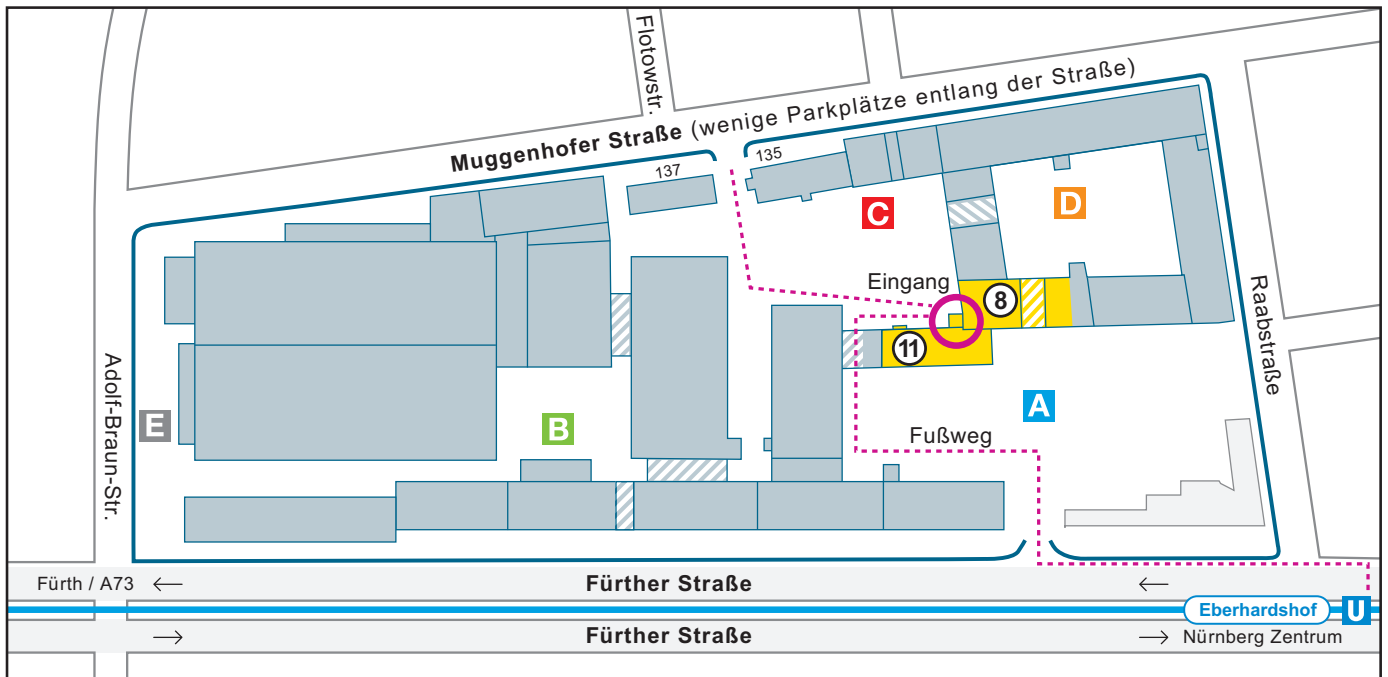 Flotowstr.
Muggenhofer Straße (wenige Parkplätze entlang der Straße)
135
137
C
D
Eingang
8
11
Raabstraße
Adolf-Braun-Str.
E
B
A
Fußweg
Fürth / A73 ←
Fürther Straße
←
Eberhardshof
U
→
Fürther Straße
→ Nürnberg Zentrum